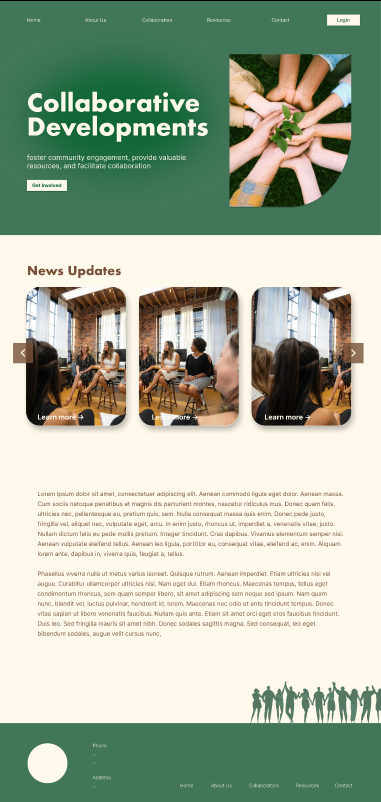 Home
About Us
Collaborators
Resources
Contact
Login
Collaborative
Developments
foster community engagement, provide valuable
resources, and facilitate collaboration
Get Involved
News Updates
Learn more →
Learn more →
Learn more →
Lorem ipsum dolor sit amet, consectetuer adipiscing elit. Aenean commodo ligula eget dolor. Aenean massa.
Cum sociis natoque penatibus et magnis dis parturient montes, nascetur ridiculus mus. Donec quam felis,
ultricies nec, pellentesque eu, pretium quis, sem. Nulla consequat massa quis enim. Donec pede justo,
fringilla vel, aliquet nec, vulputate eget, arcu. In enim justo, rhoncus ut, imperdiet a, venenatis vitae, justo.
Nullam dictum felis eu pede mollis pretium. Integer tincidunt. Cras dapibus. Vivamus elementum semper nisi.
Aenean vulputate eleifend tellus. Aenean leo ligula, porttitor eu, consequat vitae, eleifend ac, enim. Aliquam
lorem ante, dapibus in, viverra quis, feugiat a, tellus.
Phasellus viverra nulla ut metus varius laoreet. Quisque rutrum. Aenean imperdiet. Etiam ultricies nisi vel
augue. Curabitur ullamcorper ultricies nisi. Nam eget dui. Etiam rhoncus. Maecenas tempus, tellus eget
condimentum rhoncus, sem quam semper libero, sit amet adipiscing sem neque sed ipsum. Nam quam
nunc, blandit vel, luctus pulvinar, hendrerit id, lorem. Maecenas nec odio et ante tincidunt tempus. Donec
vitae sapien ut libero venenatis faucibus. Nullam quis ante. Etiam sit amet orci eget eros faucibus tincidunt.
Duis leo. Sed fringilla mauris sit amet nibh. Donec sodales sagittis magna. Sed consequat, leo eget
bibendum sodales, augue velit cursus nunc,
Phone
Address
Home
About Us
Collaborators
Resources
Contact